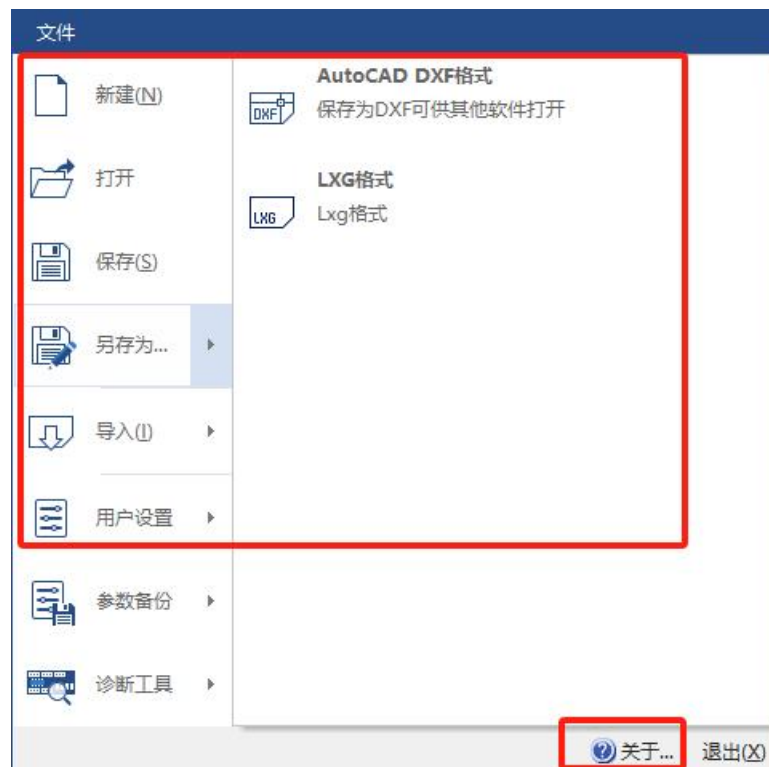 文件
新建(N)
打开
保存(S)
另存为...
导入(I)
用户设置
参数备份
诊断工具
AutoCAD DXF格式
DXF
保存为DXF可供其他软件打开
LXG格式
LXG
Lxg格式
关于...
退出(X)